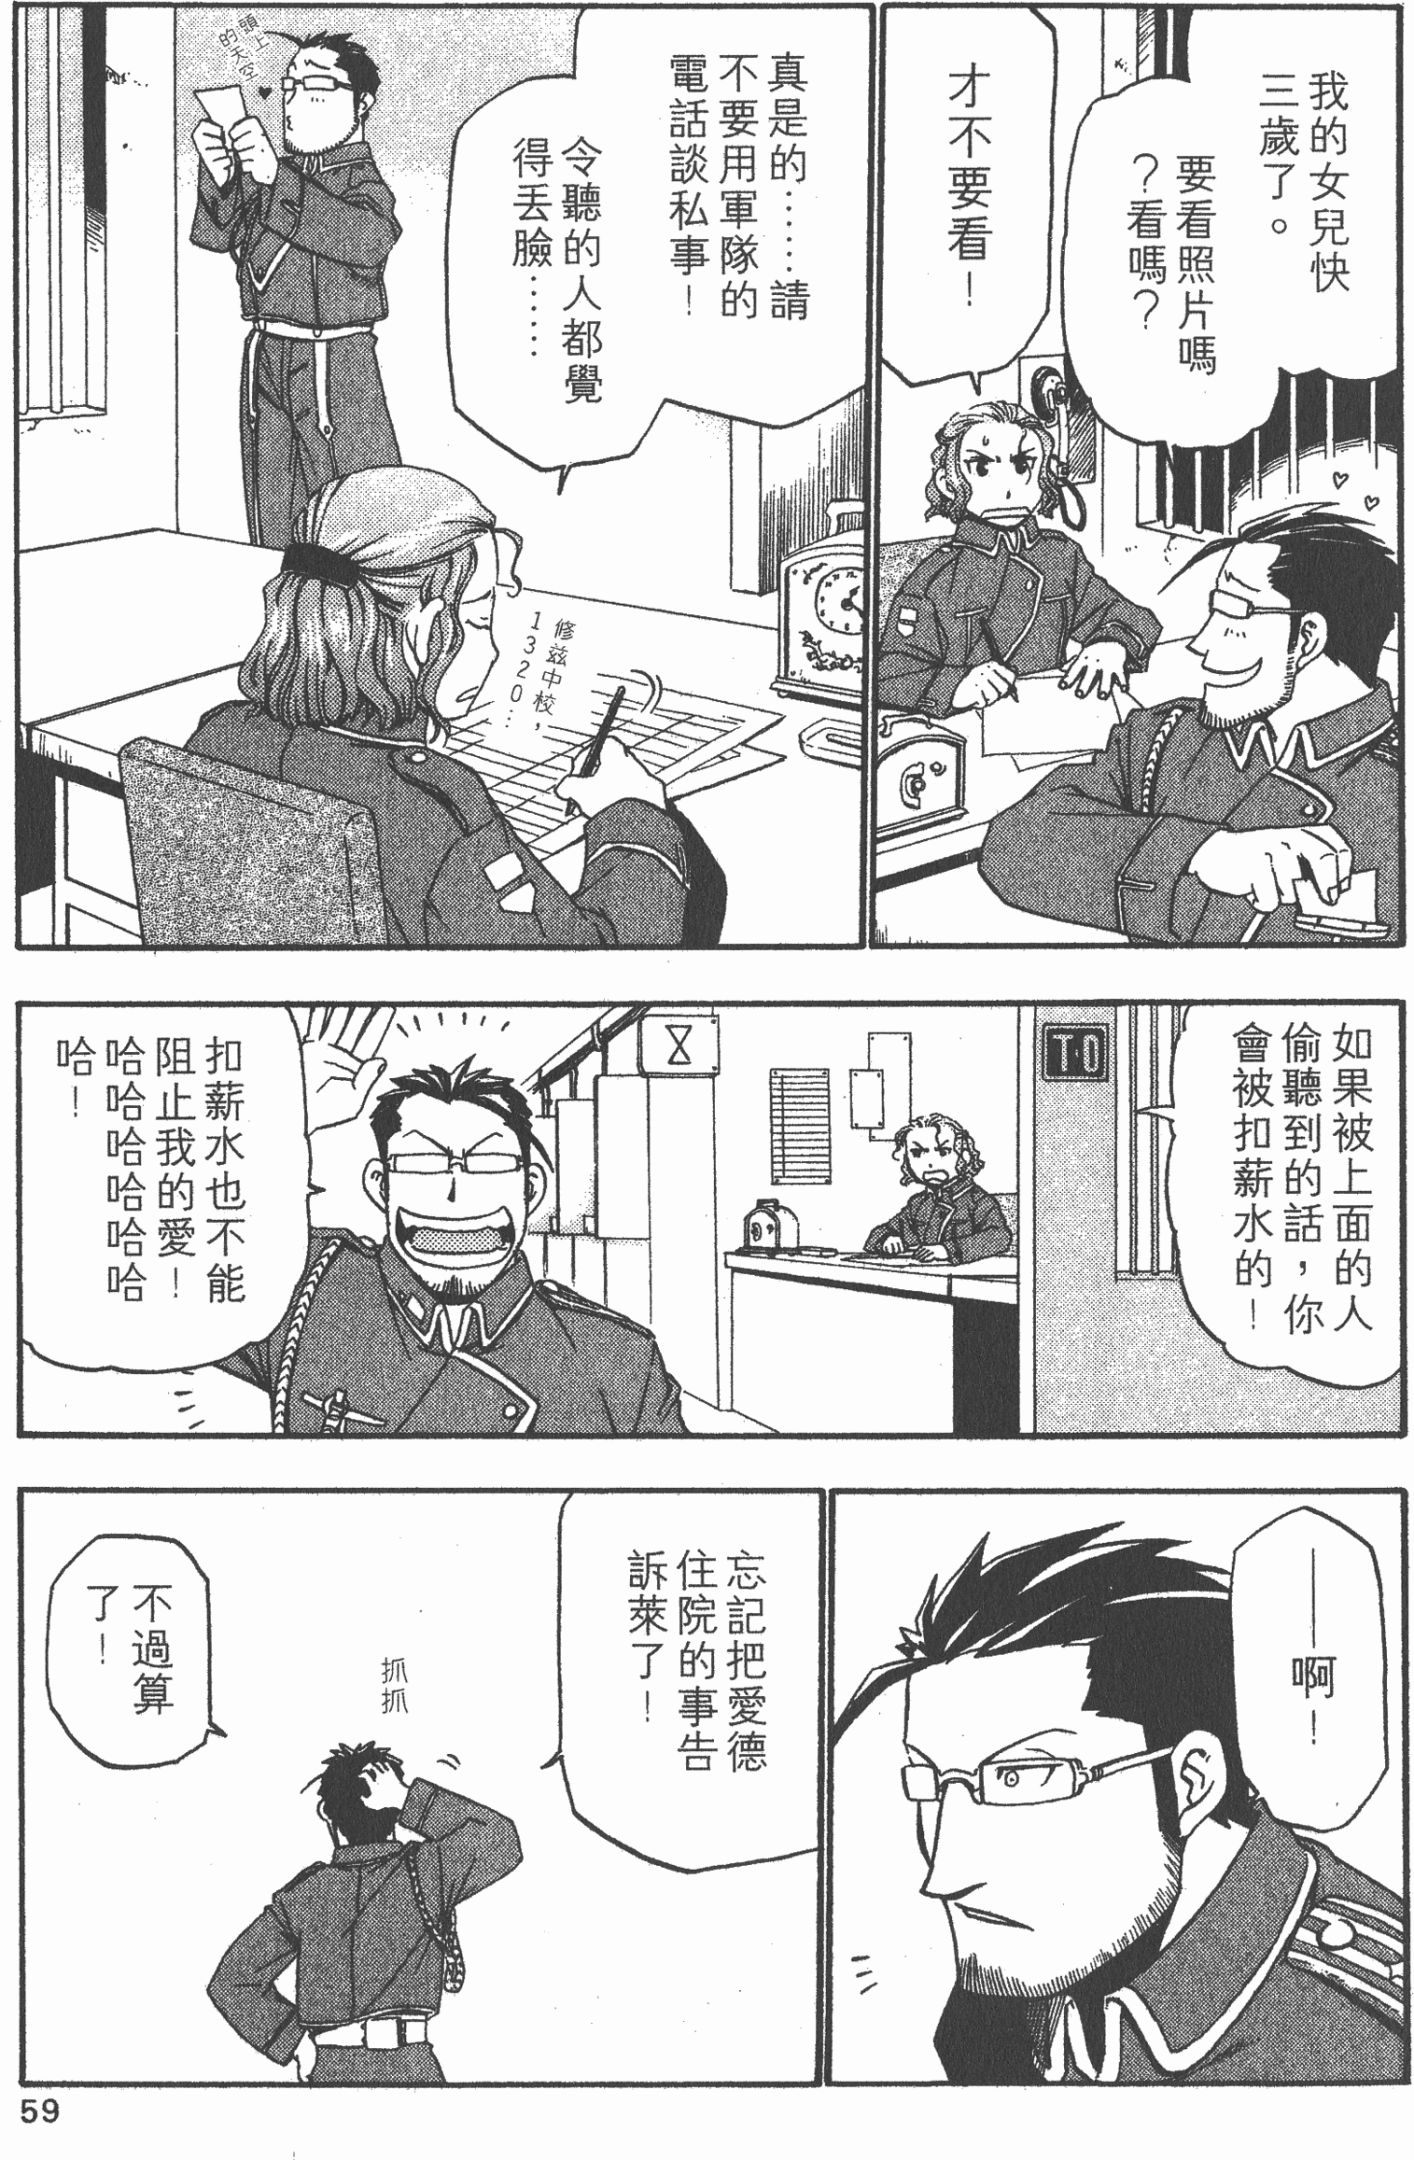 我的女兒快
三歲了。
要看照片嗎
？看嗎？
才不要看！
真是的……請
不要用軍隊的
電話談私事！
令聽的人都覺
得丟臉……
頭上
的天空
修茲中校，
1320…
如果被上面的人
偷聽到的話，你
會被扣薪水的！
TO
扣薪水也不能
阻止我的愛！
哈哈哈哈哈哈
哈！
——啊！
忘記把愛德
住院的事告
訴萊了！
抓抓
不過算
了！
59